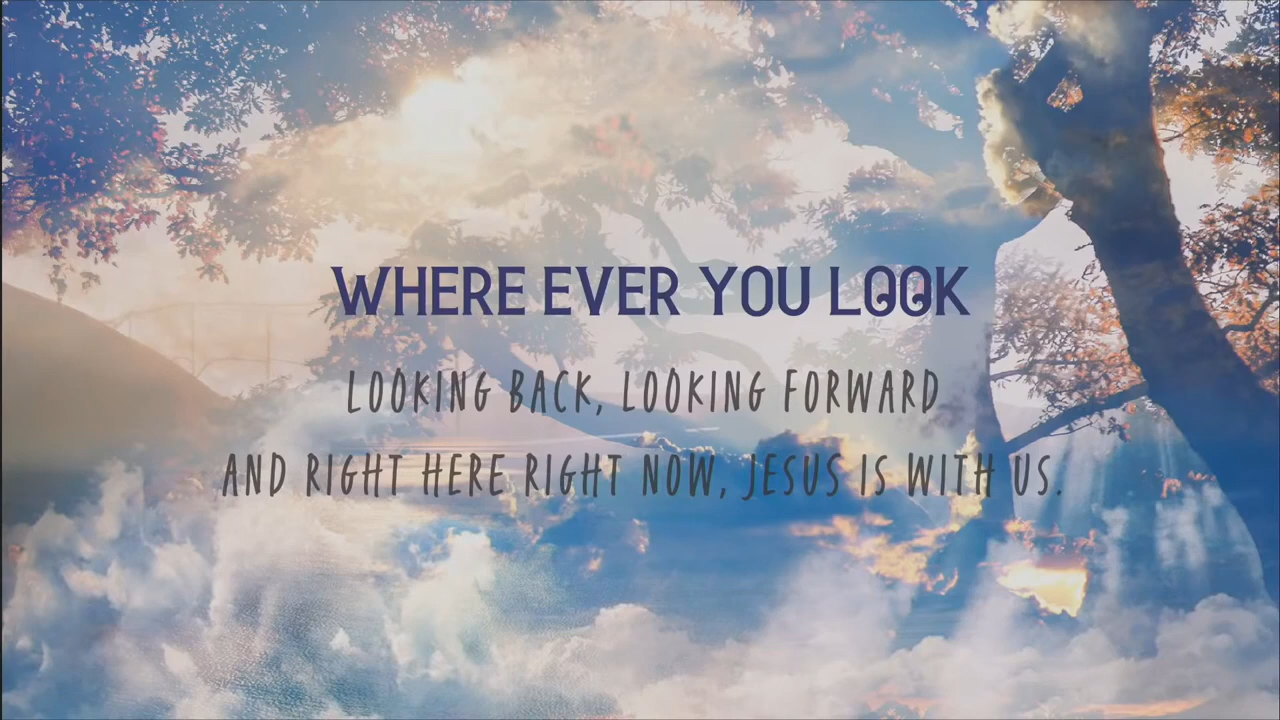 WHERE EVER YOU LOOK
LOOKING BACK, LOOKING FORWARD
AND RIGHT HERE RIGHT NOW, JESUS IS WITH US.